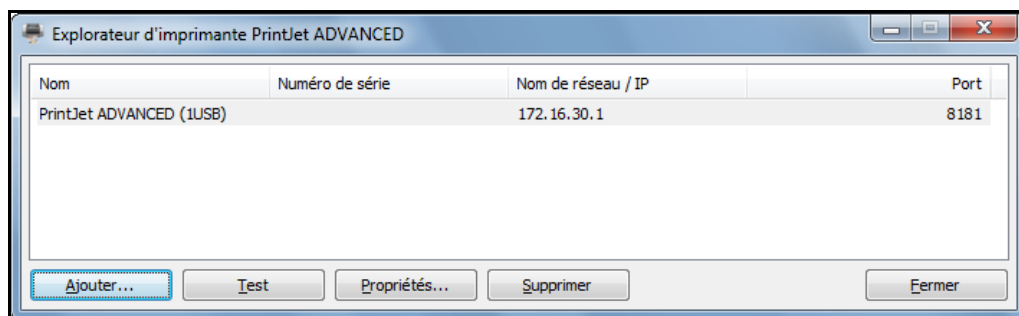 Explorateur d'imprimante PrintJet ADVANCED
Nom Numéro de série Nom de réseau / IP Port
PrintJet ADVANCED (1USB) 172.16.30.1 8181
Ajouter... Test Propriétés... Supprimer Fermer